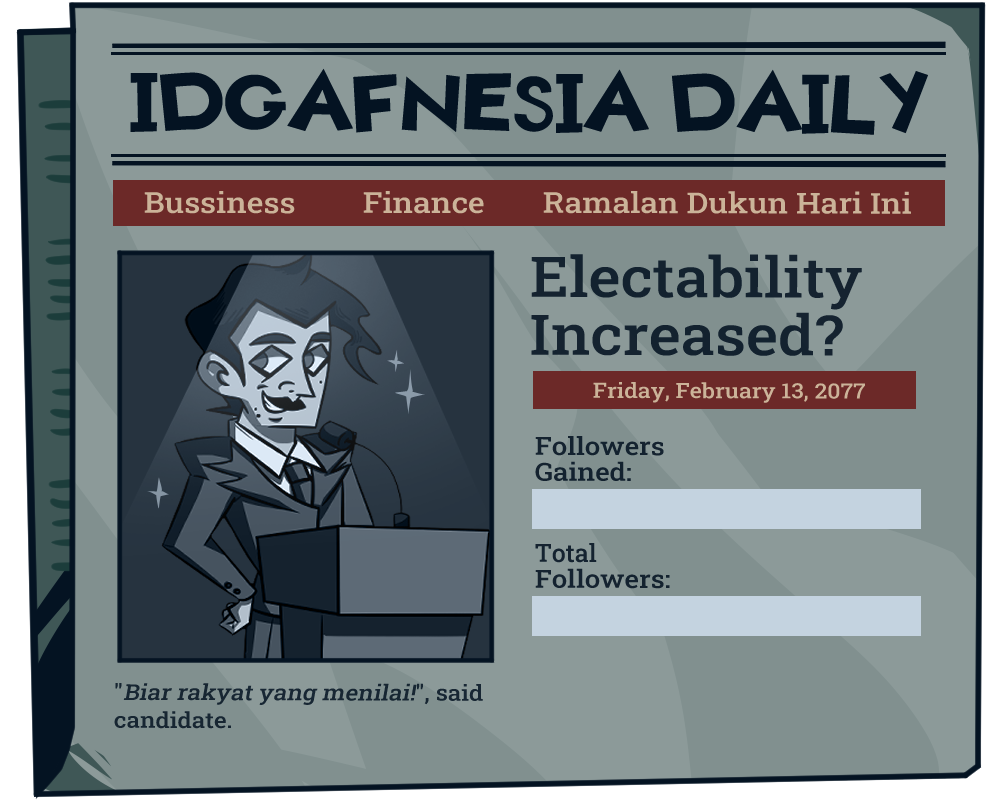 IDGAFNESIA DAILY
Bussiness Finance Ramalan Dukun Hari Ini
Electability
Increased?
Friday, February 13, 2077
Followers
Gained:
Total
Followers:
"Biar rakyat yang menilai!", said
candidate.